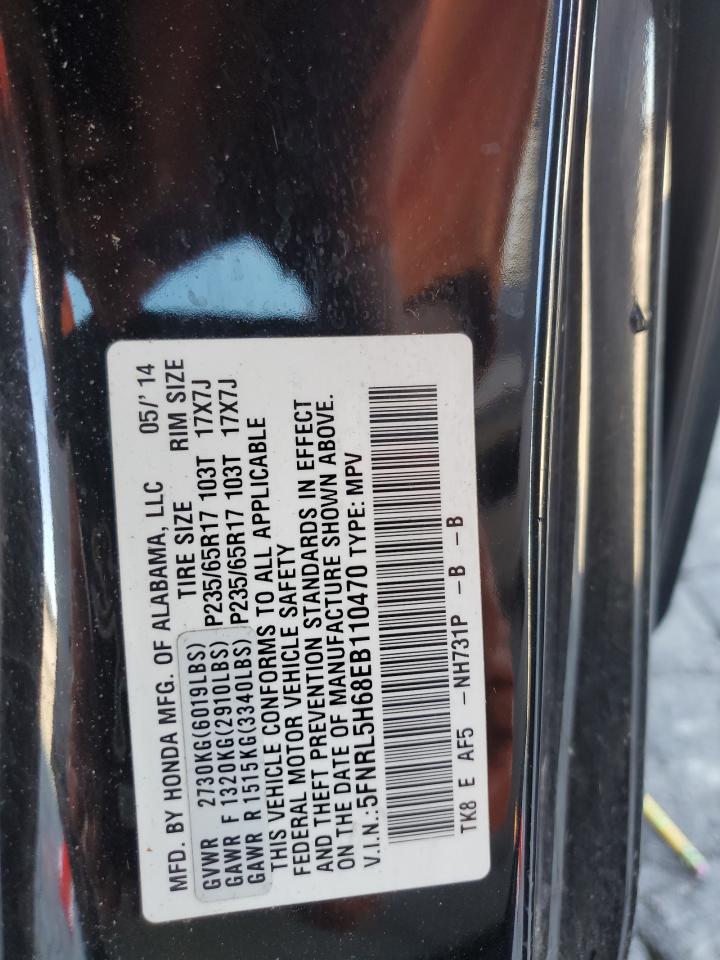 MFD. BY HONDA MFG. OF ALABAMA, LLC 05/'14
TIRE SIZE RIM SIZE
GVWR 2730KG(6019LBS)
GAWR F 1320KG(2910LBS) P235/65R17 103T 17X7J
GAWR R 1515KG(3340LBS) P235/65R17 103T 17X7J
THIS VEHICLE CONFORMS TO ALL APPLICABLE
FEDERAL MOTOR VEHICLE SAFETY
AND THEFT PREVENTION STANDARDS IN EFFECT
ON THE DATE OF MANUFACTURE SHOWN ABOVE.
V.I.N.:5FNRL5H68EB110470 TYPE: MPV
TK8 E AF5 -NH731P -B -B